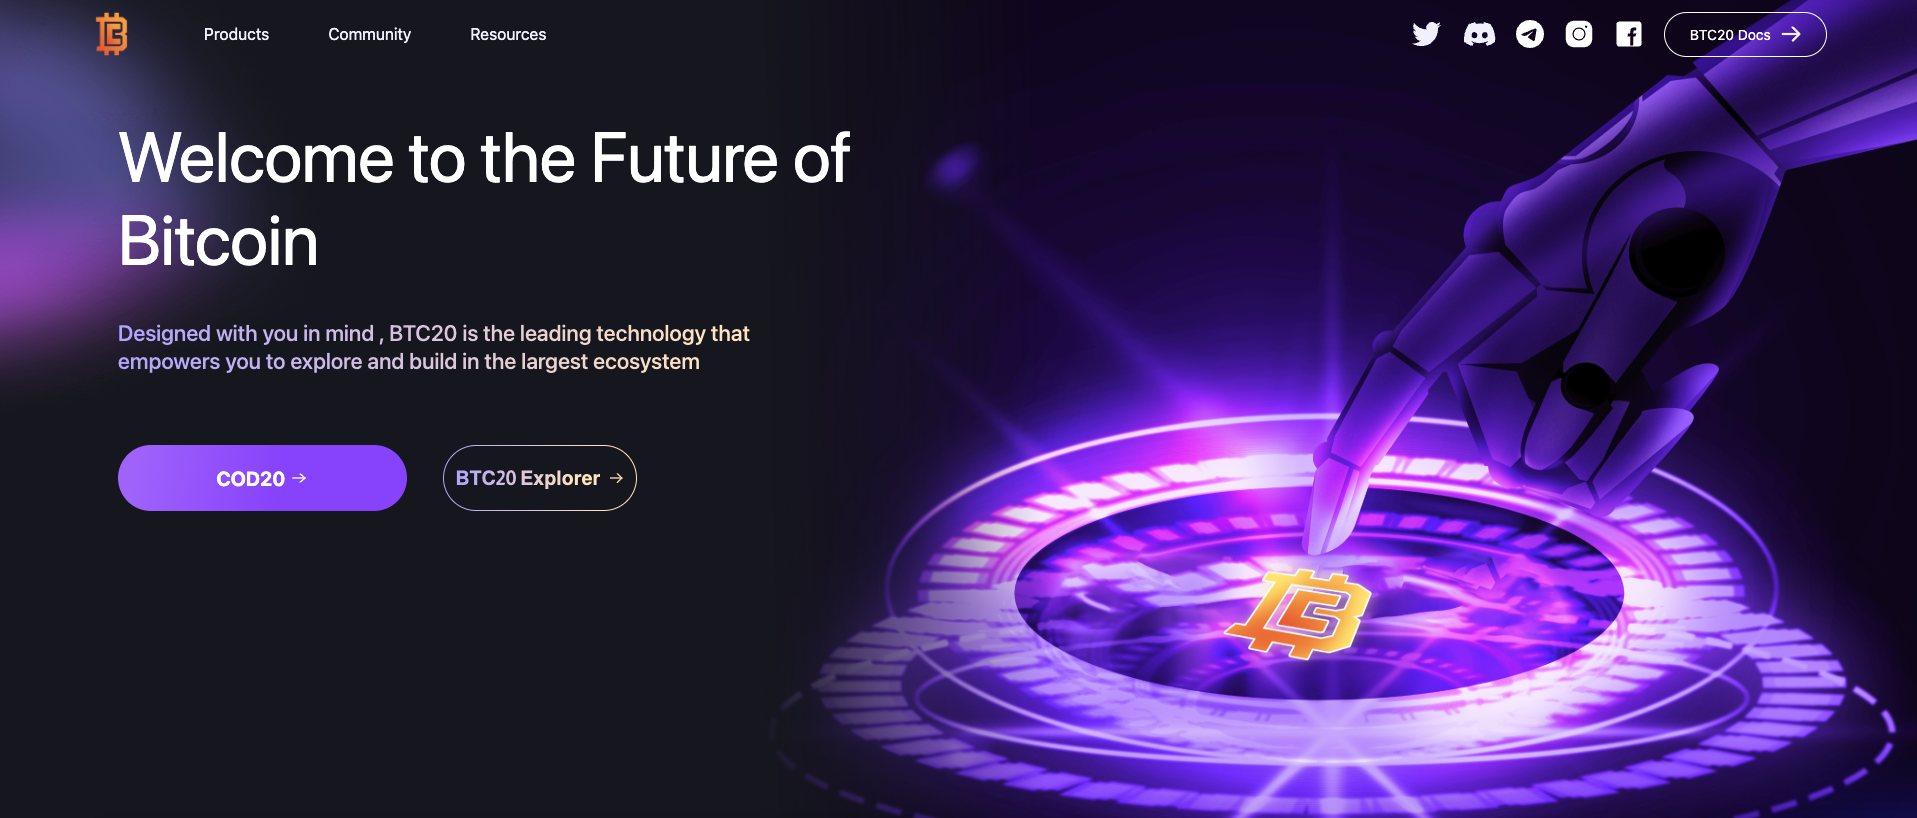 Products Community Resources BTC20 Docs
Welcome to the Future of
Bitcoin
Designed with you in mind , BTC20 is the leading technology that
empowers you to explore and build in the largest ecosystem
COD20 → BTC20 Explorer →